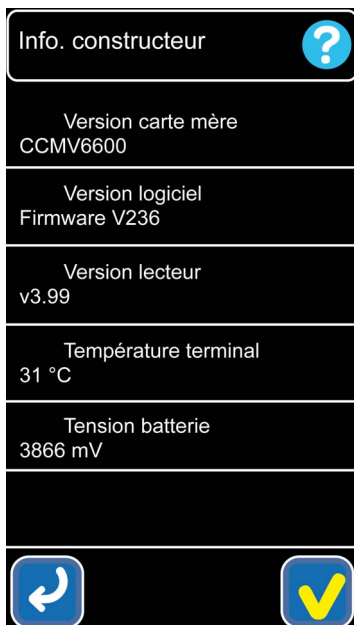 Info. constructeur
?
Version carte mère
CCMV6600
Version logiciel
Firmware V236
Version lecteur
v3.99
Température terminal
31 °C
Tension batterie
3866 mV